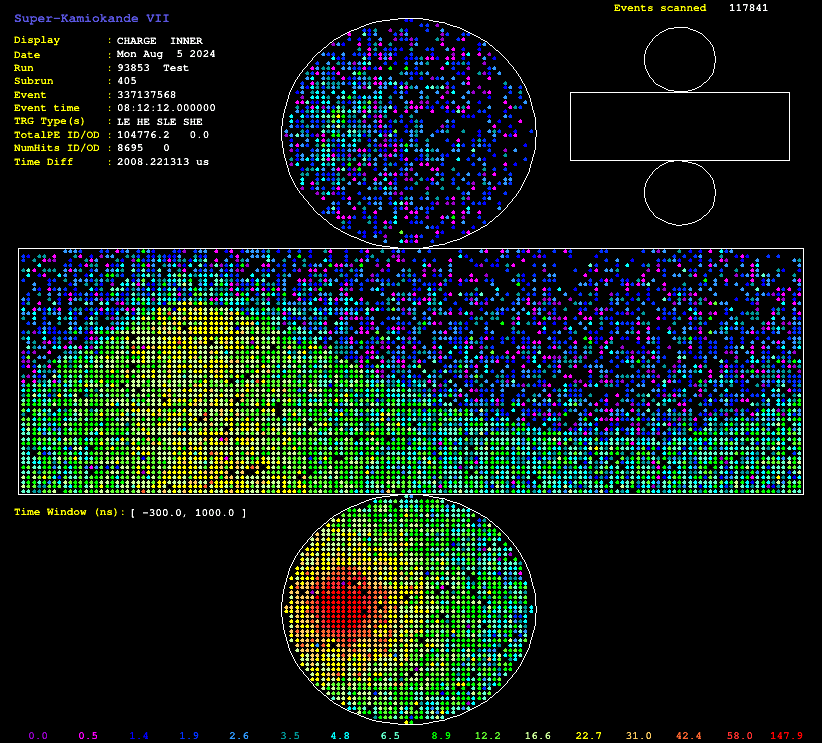 Super-Kamiokande VII
Events scanned 117841
Display : CHARGE INNER
Date : Mon Aug 5 2024
Run : 93853 Test
Subrun : 405
Event : 337137568
Event time : 08:12:12.000000
TRG Type(s) : LE HE SLE SHE
TotalPE ID/OD : 104776.2 0.0
NumHits ID/OD : 8695 0
Time Diff : 2008.221313 us
Time Window (ns): [ -300.0, 1000.0 ]
0.0 0.5 1.4 1.9 2.6 3.5 4.8 6.5 8.9 12.2 16.6 22.7 31.0 42.4 58.0 147.9